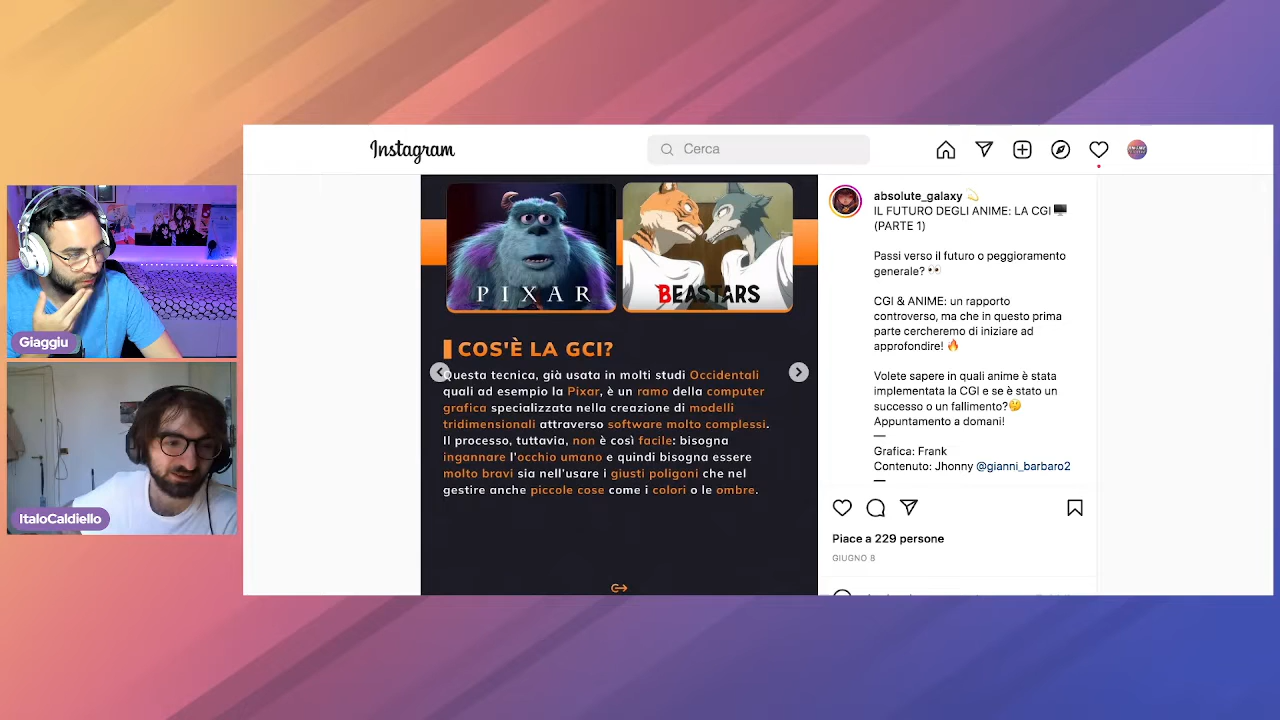 Instagram
Cerca
Giaggiu
ItaloCaldiello
PIXAR
BEASTARS
COS'È LA GCI?
Questa tecnica, già usata in molti studi Occidentali
quali ad esempio la Pixar, è un ramo della computer
grafica specializzata nella creazione di modelli
tridimensionali attraverso software molto complessi.
Il processo, tuttavia, non è così facile: bisogna
ingannare l'occhio umano e quindi bisogna essere
molto bravi sia nell'usare i giusti poligoni che nel
gestire anche piccole cose come i colori o le ombre.
absolute_galaxy 💫
IL FUTURO DEGLI ANIME: LA CGI🖥️
(PARTE 1)
Passi verso il futuro o peggioramento
generale? 👀
CGI & ANIME: un rapporto
controverso, ma che in questo prima
parte cercheremo di iniziare ad
approfondire! 🔥
Volete sapere in quali anime è stata
implementata la CGI e se è stato un
successo o un fallimento?🤔
Appuntamento a domani!
—
Grafica: Frank
Contenuto: Jhonny @gianni_barbaro2
—
Piace a 229 persone
GIUGNO 8